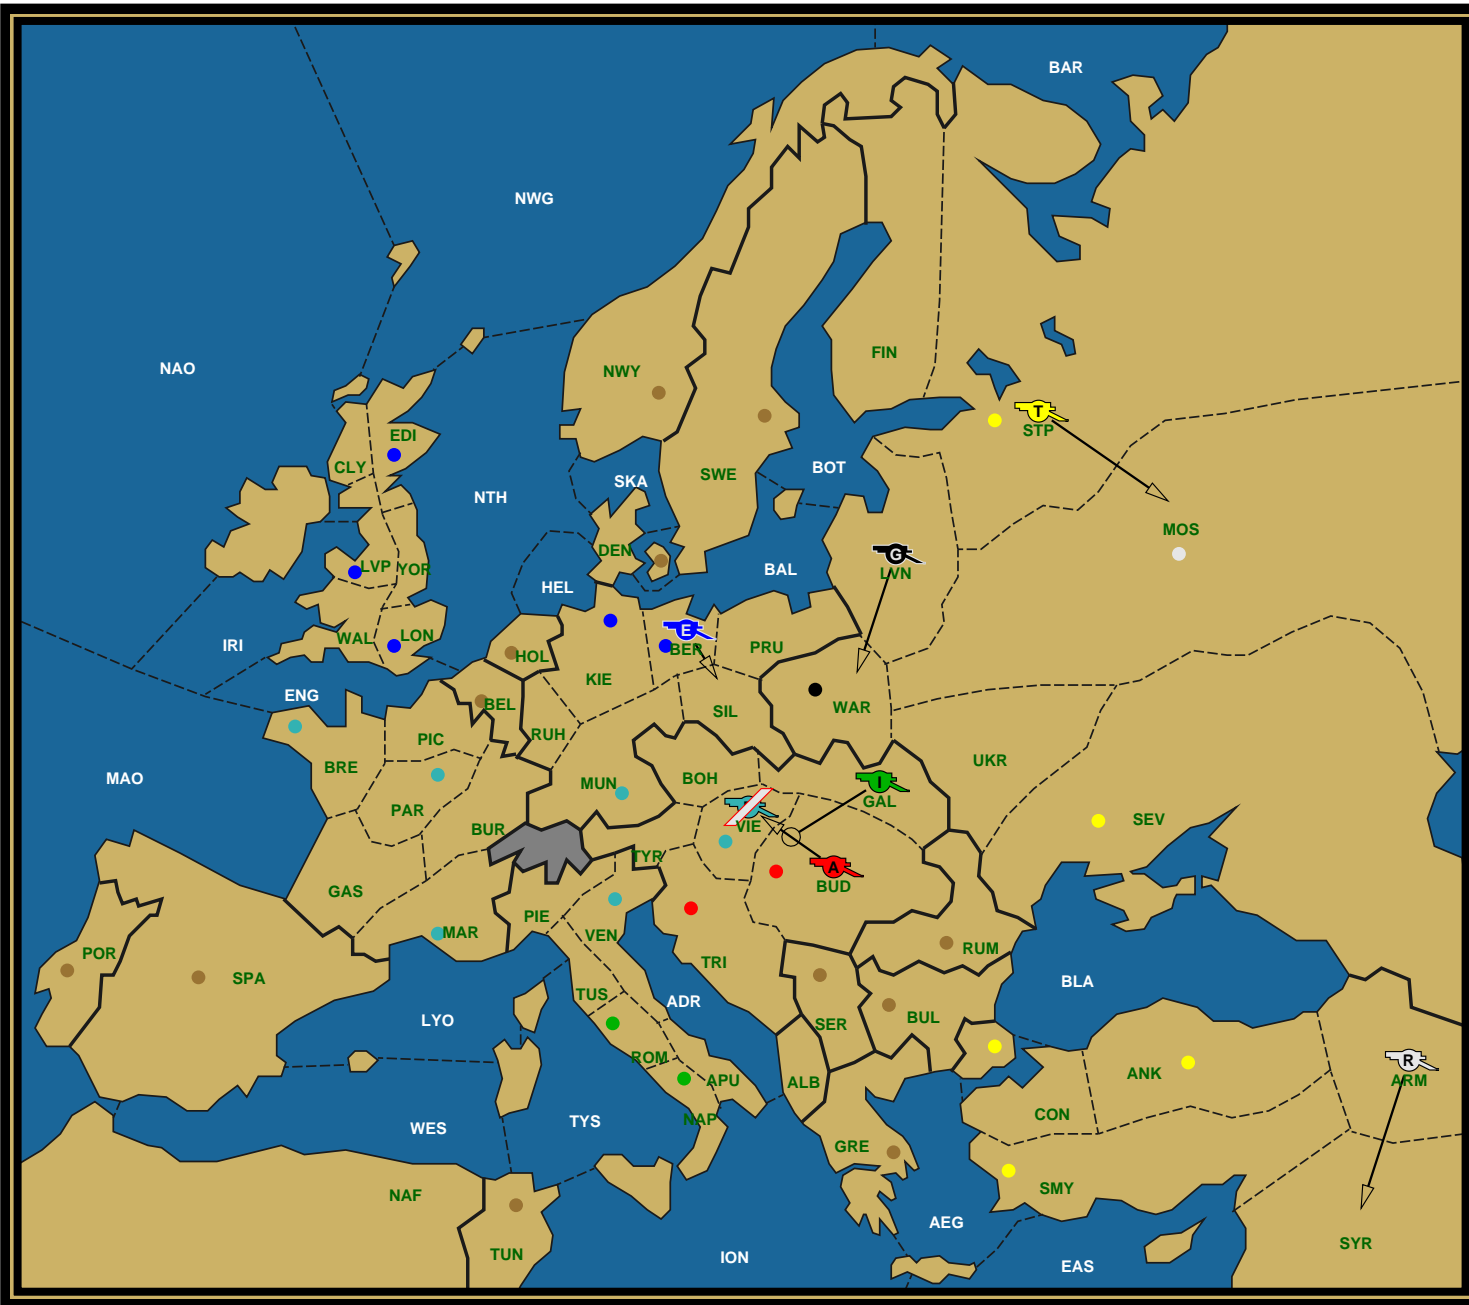 BAR
NWG
NAO
FIN
NWY
T
STP
EDI
CLY
SKA
BOT
SWE
NTH
MOS
DEN
G
LVN
LVP
YOR
BAL
HEL
E
WAL
LON
IRI
BER
PRU
HOL
KIE
ENG
BEL
SIL
WAR
RUH
PIC
UKR
BRE
MAO
MUN
BOH
I
GAL
PAR
VIE
SEV
BUR
TYR
A
BUD
GAS
PIE
MAR
VEN
POR
RUM
TRI
SPA
BLA
TUS
ADR
LYO
BUL
SER
ROM
R
ANK
APU
ALB
ARM
CON
NAP
TYS
WES
GRE
SMY
NAF
AEG
SYR
TUN
ION
EAS